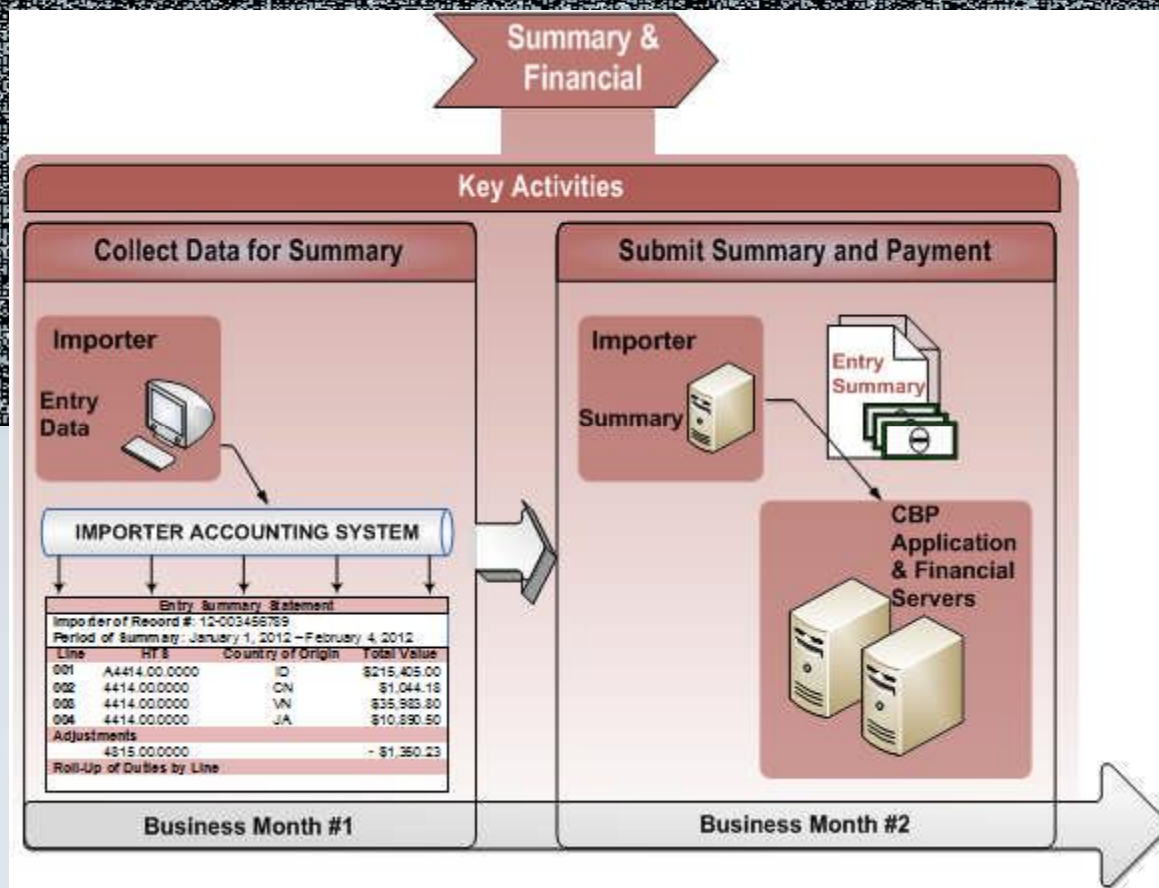 Summary &
Financial
Key Activities
Collect Data for Summary
Importer
Entry
Data
IMPORTER ACCOUNTING SYSTEM
Entry Summary Statement
Importer of Record #: 12-003456789
Period of Summary: January 1, 2012 – February 4, 2012
Line HTS Country of Origin Total Value
001 A4414.00.0000 ID $215,405.00
002 4414.00.0000 CN $1,044.18
003 4414.00.0000 VN $35,983.80
004 4414.00.0000 JA $10,890.50
Adjustments
4815.00.0000 - $1,350.23
Roll-Up of Duties by Line
Business Month #1
Submit Summary and Payment
Importer
Summary
Entry
Summary
CBP
Application
& Financial
Servers
Business Month #2